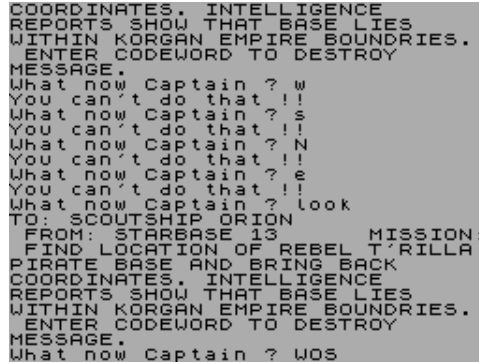 COORDINATES. INTELLIGENCE
REPORTS SHOW THAT BASE LIES
WITHIN KORGAN EMPIRE BOUNDRIES.
ENTER CODEWORD TO DESTROY
MESSAGE.
What now Captain ? w
You can't do that !!
What now Captain ? s
You can't do that !!
What now Captain ? N
You can't do that !!
What now Captain ? e
You can't do that !!
What now Captain ? look
TO: SCOUTSHIP ORION
FROM: STARBASE 13 MISSION:
FIND LOCATION OF REBEL T'RILLA
PIRATE BASE AND BRING BACK
COORDINATES. INTELLIGENCE
REPORTS SHOW THAT BASE LIES
WITHIN KORGAN EMPIRE BOUNDRIES.
ENTER CODEWORD TO DESTROY
MESSAGE.
What now Captain ? WOS